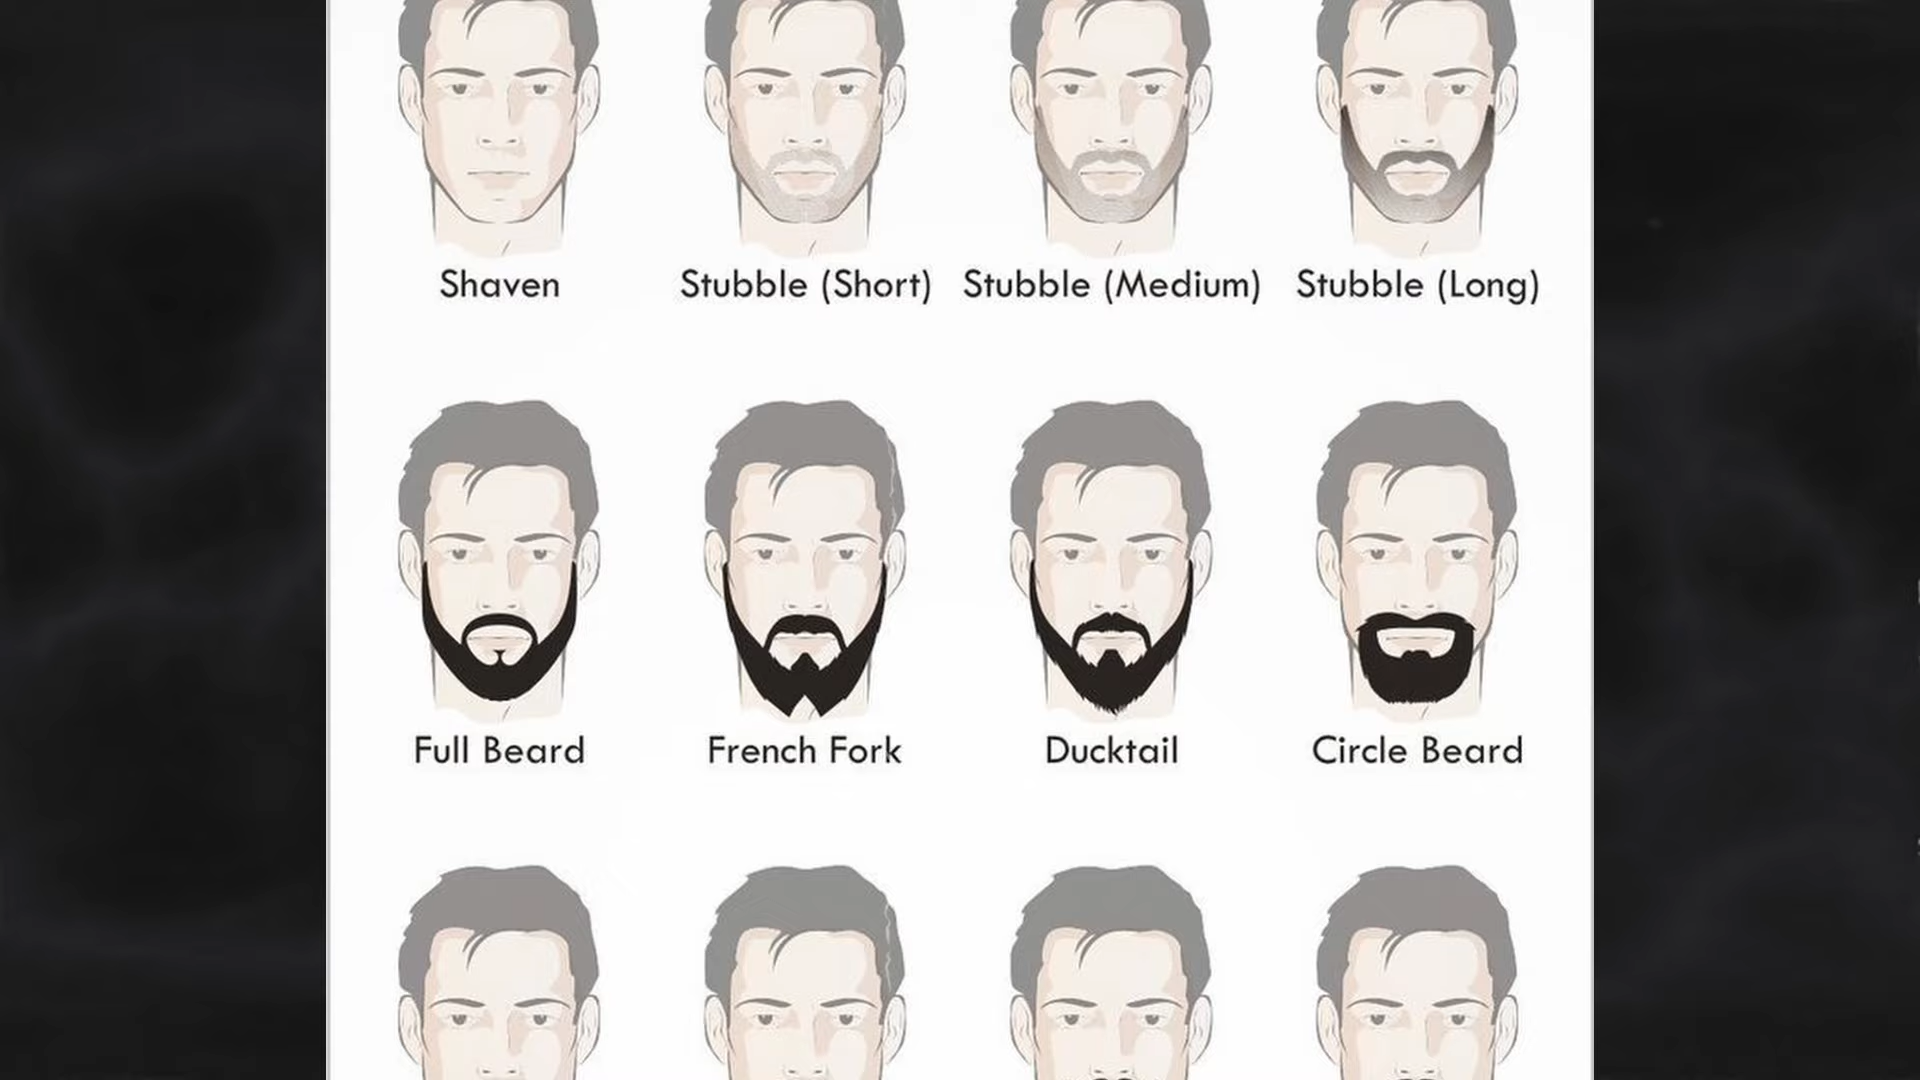 Shaven
Stubble (Short)
Stubble (Medium)
Stubble (Long)
Full Beard
French Fork
Ducktail
Circle Beard